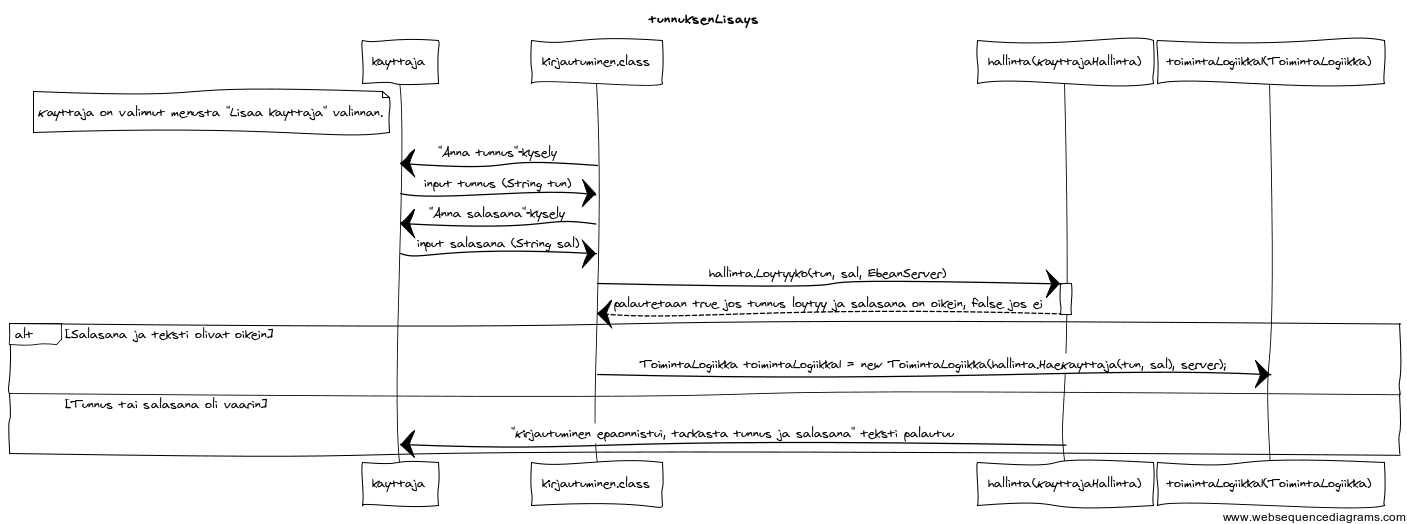 tunnuksenLisays
kayttaja
kirjautuminen.class
hallinta(KayttajaHallinta)
toimintaLogiikka1(ToimintaLogiikka)
Kayttaja on valinnut menusta "Lisaa kayttaja" valinnan.
"Anna tunnus"-kysely
input tunnus (String tun)
"Anna salasana"-kysely
input salasana (String sal)
hallinta.Loytyyko(tun, sal, EbeanServer)
palautetaan true jos tunnus loytyy ja salasana on oikein, false jos ei
alt [Salasana ja teksti olivat oikein]
ToimintaLogiikka toimintaLogiikka1 = new ToimintaLogiikka(hallinta.HaeKayttaja(tun, sal), server);
[Tunnus tai salasana oli vaarin]
"Kirjautuminen epaonnistui, tarkasta tunnus ja salasana" teksti palautuu
kayttaja
kirjautuminen.class
hallinta(KayttajaHallinta)
toimintaLogiikka1(ToimintaLogiikka)
www.websequencediagrams.com